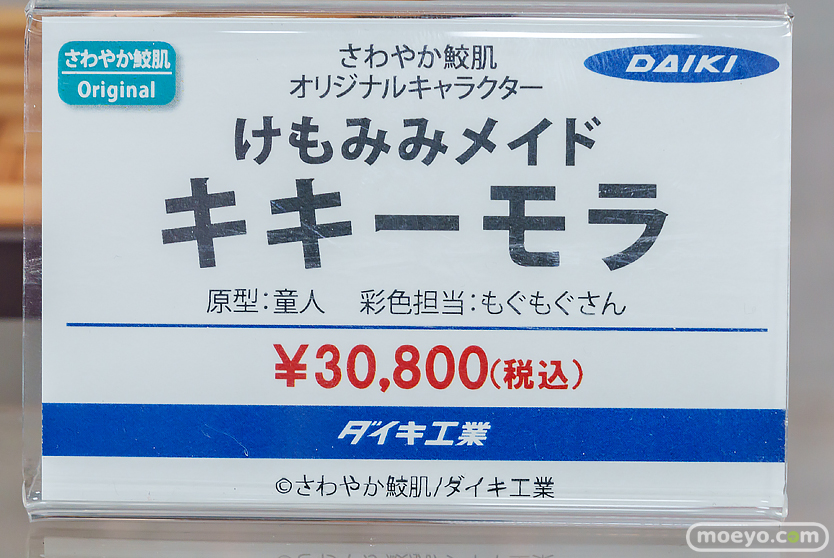 さわやか鮫肌
Original
さわやか鮫肌
オリジナルキャラクター
DAIKI
けもみみメイド
キキーモラ
原型:童人 彩色担当:もぐもぐさん
¥30,800(税込)
ダイキ工業
©さわやか鮫肌/ダイキ工業
moeyo.com